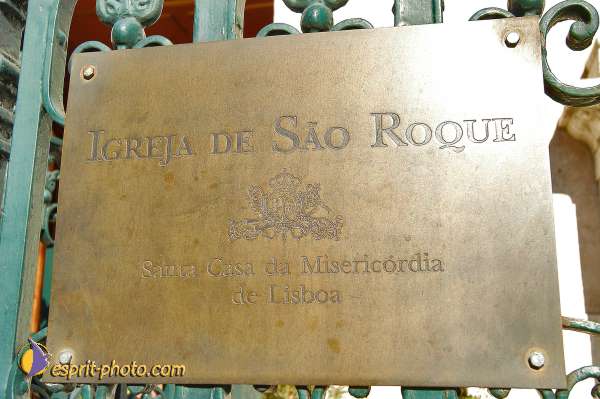 IGREJA DE SÃO ROQUE
Santa Casa da Misericórdia
de Lisboa
esprit-photo.com